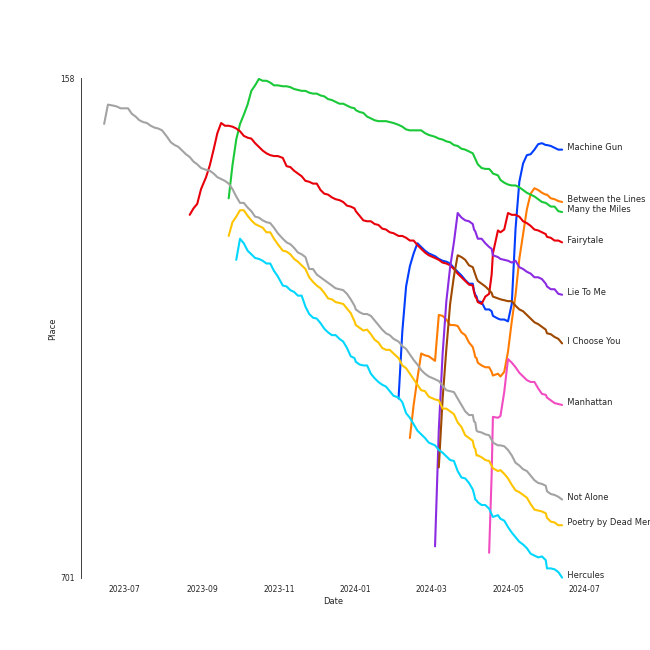 158
Machine Gun
Between the Lines
Many the Miles
Fairytale
Lie To Me
Place
I Choose You
Manhattan
Not Alone
Poetry by Dead Men
Hercules
701
2023-07
2023-09
2023-11
2024-01
2024-03
2024-05
2024-07
Date